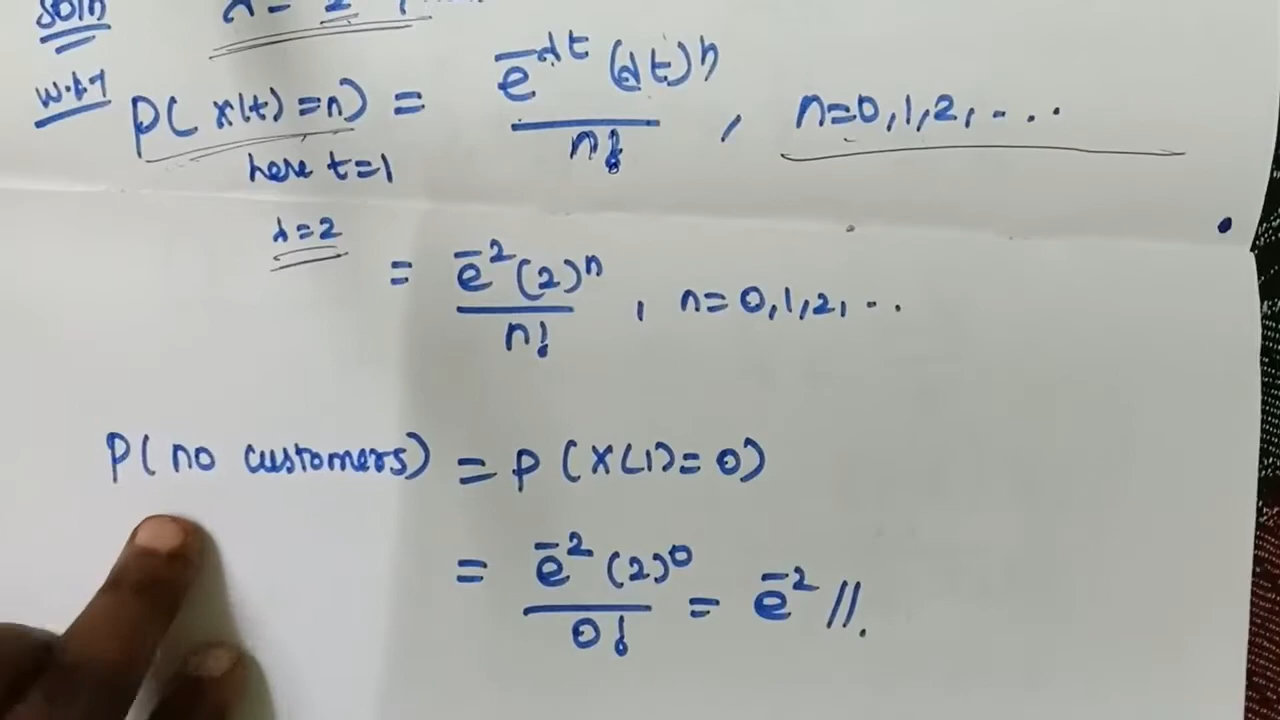 Soln λ = 2
W.K.T P(X(t)=n) = e^{-λt} (λt)^n / n! , n=0,1,2,...
here t=1
λ=2
= e^{-2} (2)^n / n! , n=0,1,2,..
P(no customers) = P(X(1)=0)
= e^{-2} (2)^0 / 0! = e^{-2} //.